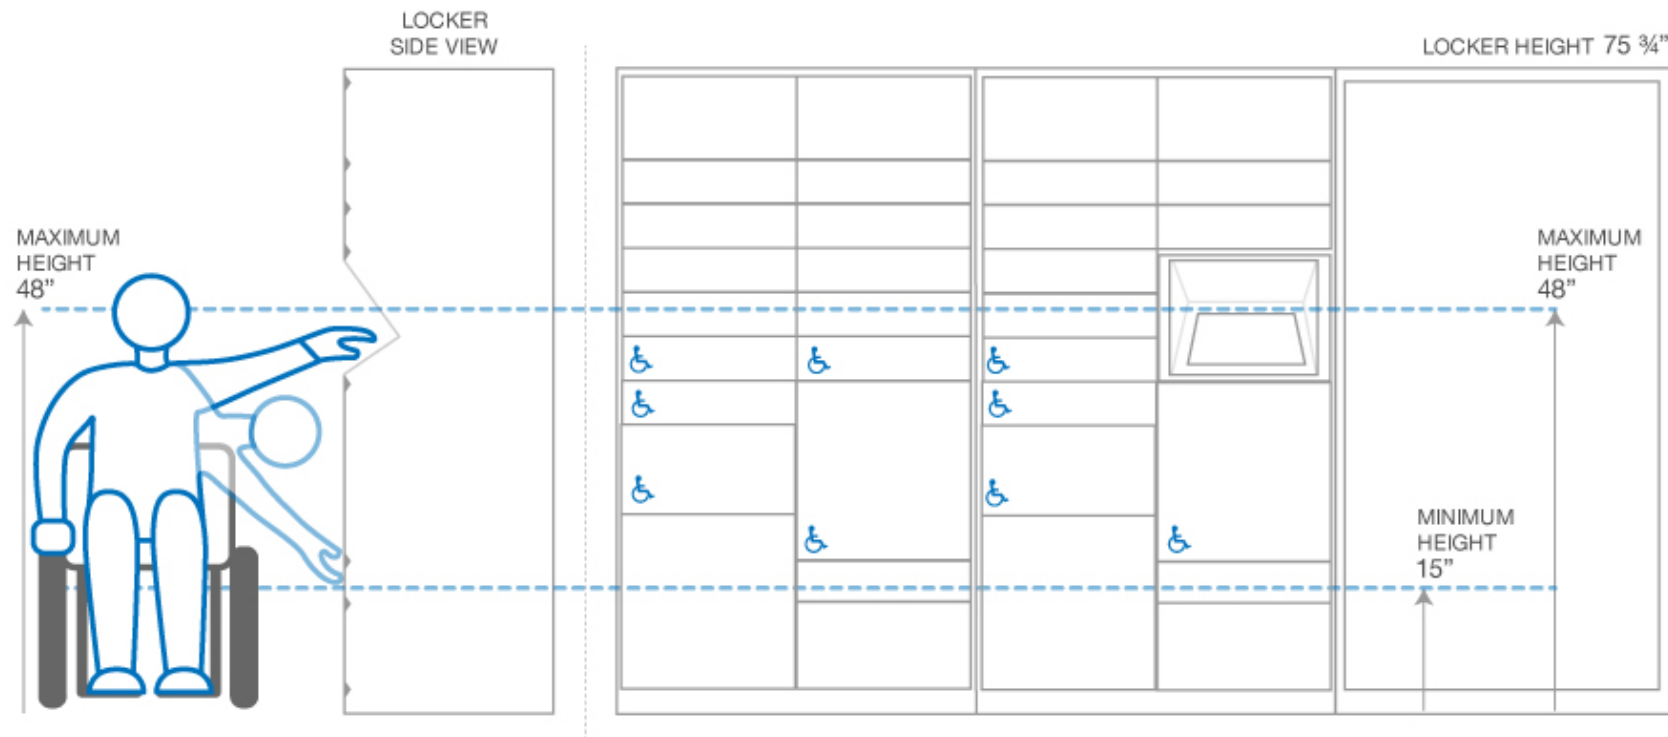 LOCKER
SIDE VIEW
LOCKER HEIGHT 75 ¾”
MAXIMUM
HEIGHT
48”
MAXIMUM
HEIGHT
48”
MINIMUM
HEIGHT
15”